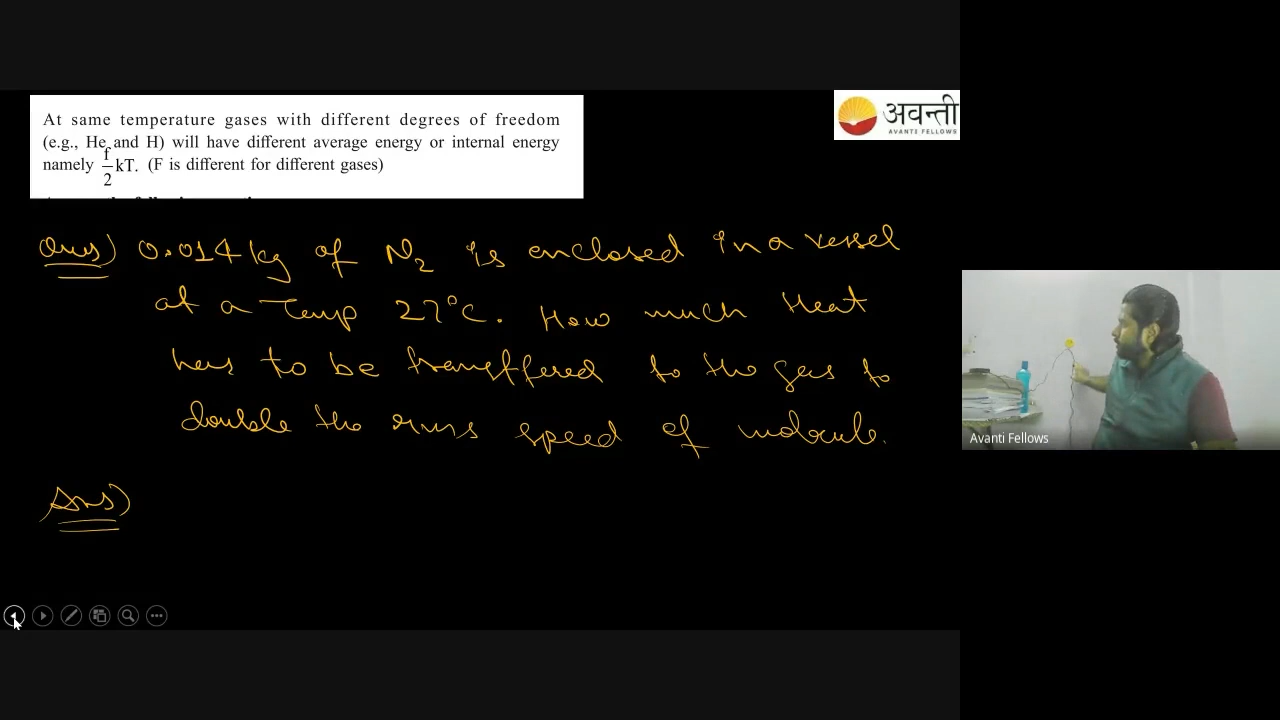 At same temperature gases with different degrees of freedom
(e.g., He and H) will have different average energy or internal energy
namely f/2 kT. (F is different for different gases)
अवन्ती
AVANTI FELLOWS
Ques) 0.014 kg of N₂ is enclosed in a vessel
at a Temp 27°C. How much Heat
has to be transffered to the gas to
double the rms speed of molecule.
Ans)
Avanti Fellows